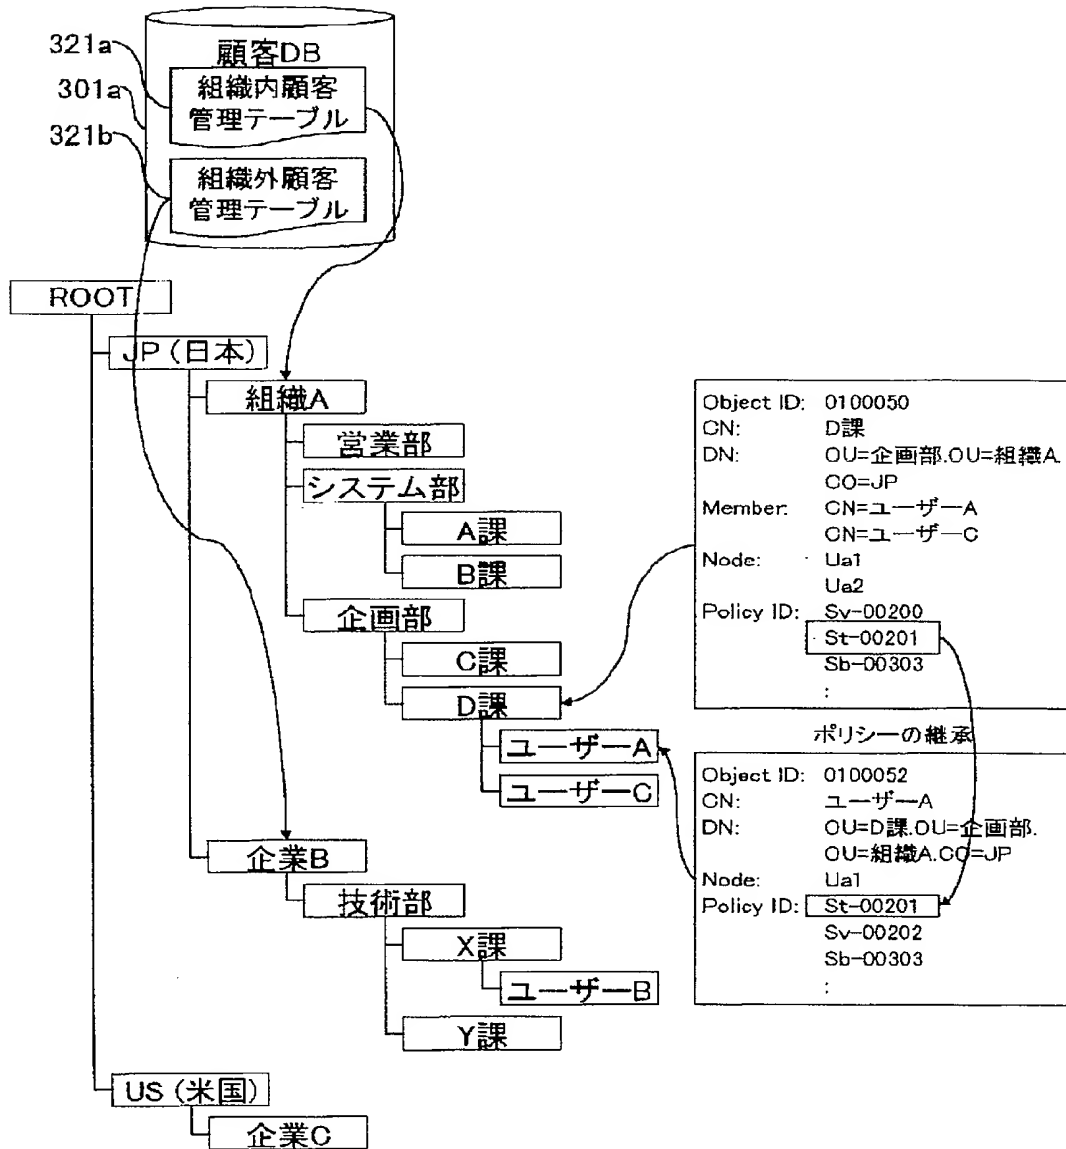 321a
301a
321b
顧客DB
組織内顧客
管理テーブル
組織外顧客
管理テーブル
ROOT
JP(日本)
組織A
営業部
システム部
A課
B課
企画部
C課
D課
ユーザーA
ユーザーC
企業B
技術部
X課
ユーザーB
Y課
US(米国)
企業C
Object ID: 0100050
CN: D課
DN: OU=企画部.OU=組織A.
CO=JP
Member: CN=ユーザーA
CN=ユーザーC
Node: Ua1
Ua2
Policy ID: Sv-00200
St-00201
Sb-00303
:
ポリシーの継承
Object ID: 0100052
CN: ユーザーA
DN: OU=D課.OU=企画部.
OU=組織A.CO=JP
Node: Ua1
Policy ID: St-00201
Sv-00202
Sb-00303
: